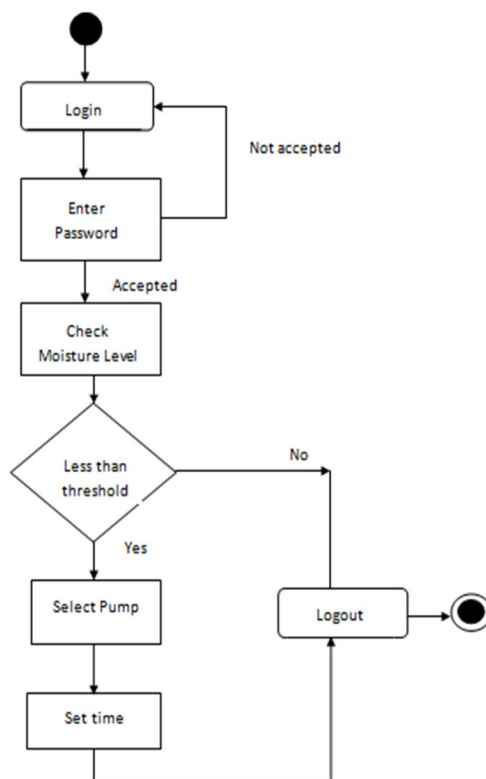 Login
Not accepted
Enter
Password
Accepted
Check
Moisture Level
Less than
threshold
No
Yes
Select Pump
Logout
Set time